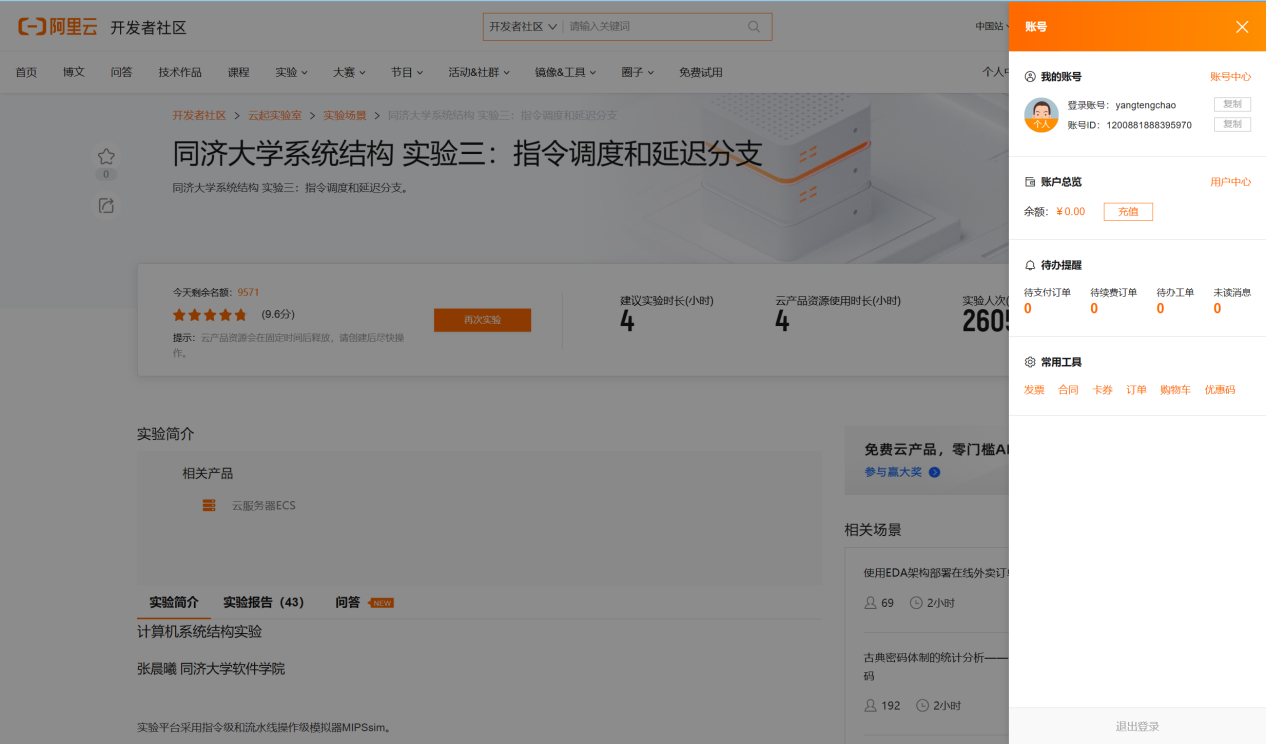 阿里云 开发者社区
开发者社区 请输入关键词
中国站
首页 博文 问答 技术作品 课程 实验 大赛 节目 活动&社群 镜像&工具 圈子 免费试用
个人中
开发者社区 > 云起实验室 > 实验场景 > 同济大学系统结构 实验三：指令调度和延迟分支
同济大学系统结构 实验三：指令调度和延迟分支
0
同济大学系统结构 实验三：指令调度和延迟分支。
今天剩余名额：9571
(9.6分)
提示：云产品资源会在固定时间后释放，请创建后尽快操
作。
再次实验
建议实验时长(小时)
4
云产品资源使用时长(小时)
4
实验人次(
2605
实验简介
相关产品
云服务器ECS
实验简介 实验报告（43） 问答 NEW
计算机系统结构实验
张晨曦 同济大学软件学院
实验平台采用指令级和流水线操作级模拟器MIPSsim。
免费云产品，零门槛AI
参与赢大奖
相关场景
使用EDA架构部署在线外卖订单
69 2小时
古典密码体制的统计分析——
码
192 2小时
账号
我的账号 账号中心
登录账号：yangtengchao 复制
个人
账号ID：1200881888395970 复制
账户总览 用户中心
余额：¥ 0.00 充值
待办提醒
待支付订单 待续费订单 待办工单 未读消息
0 0 0 0
常用工具
发票 合同 卡券 订单 购物车 优惠码
退出登录